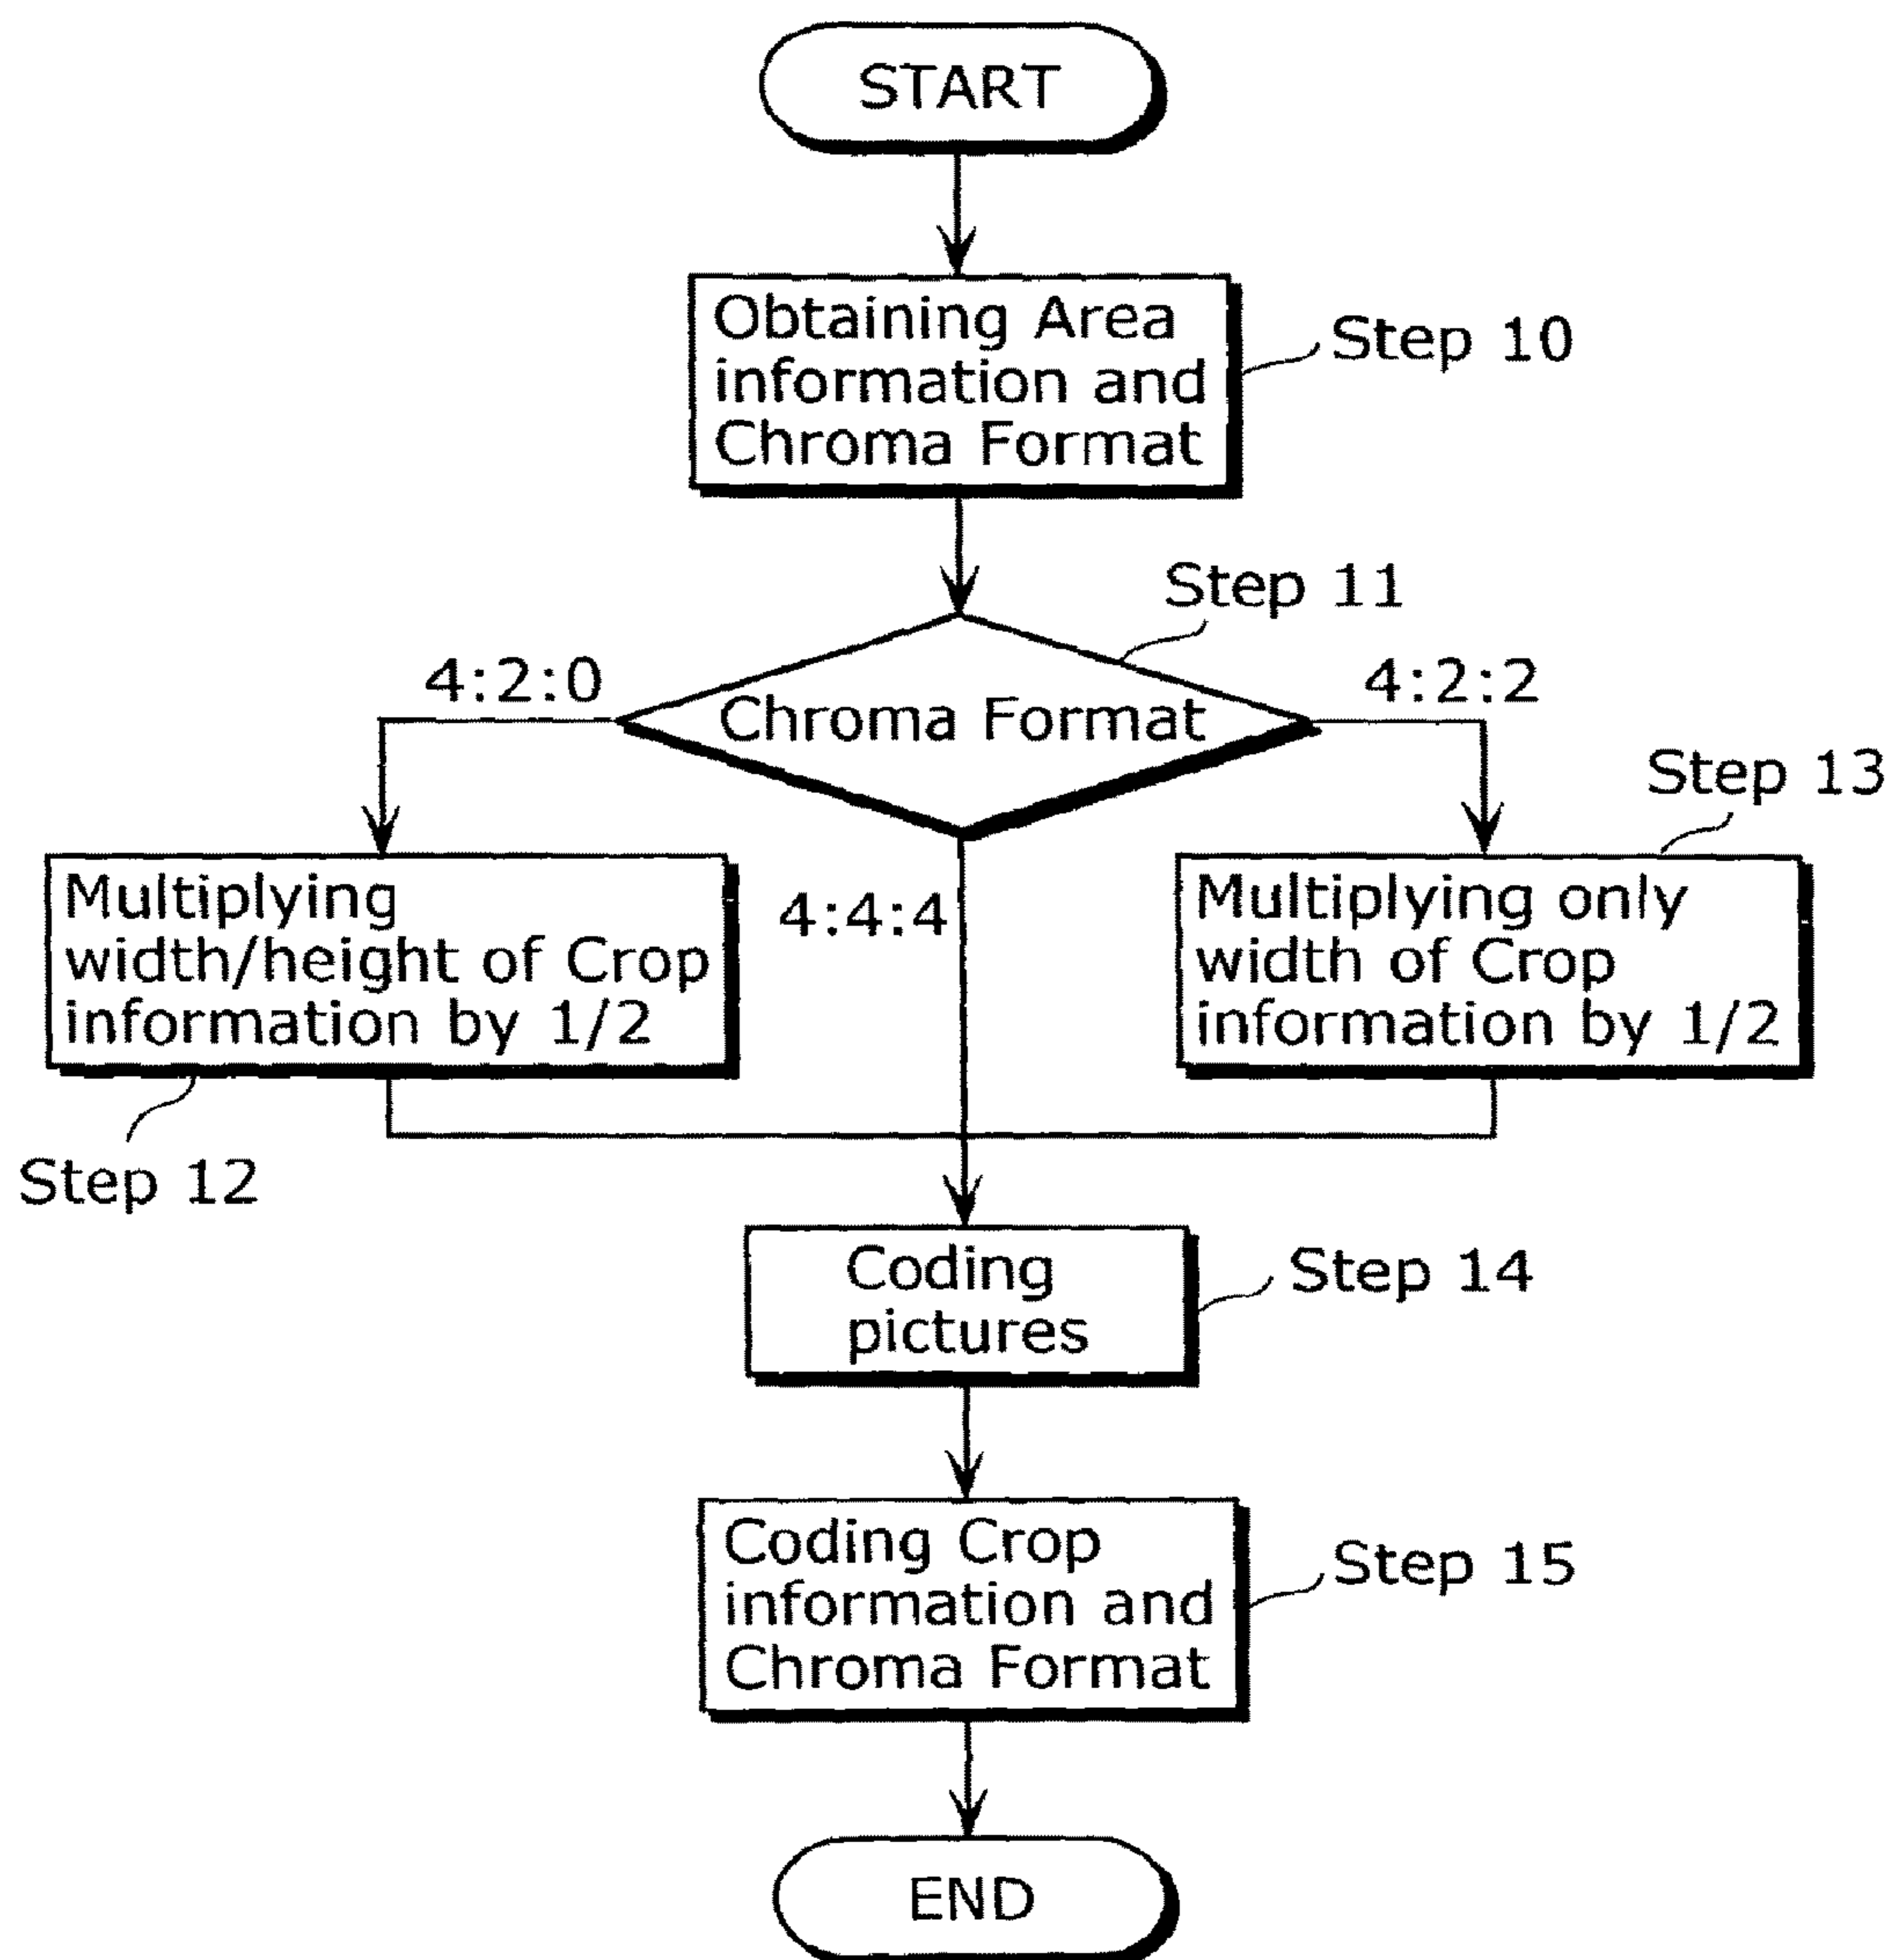 START
Obtaining Area
information and
Chroma Format
Step 10
Step 11
4:2:0
Chroma Format
4:2:2
Step 13
Multiplying
width/height of Crop
information by 1/2
4:4:4
Multiplying only
width of Crop
information by 1/2
Step 12
Coding
pictures
Step 14
Coding Crop
information and
Chroma Format
Step 15
END